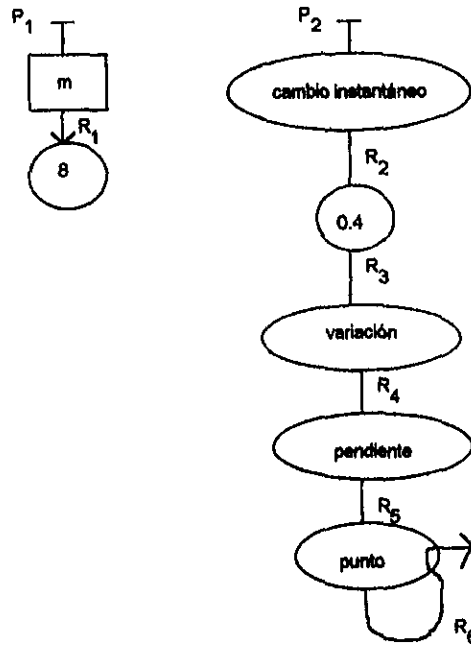 P1
m
R1
8
P2
cambio instantáneo
R2
0.4
R3
variación
R4
pendiente
R5
punto
R6